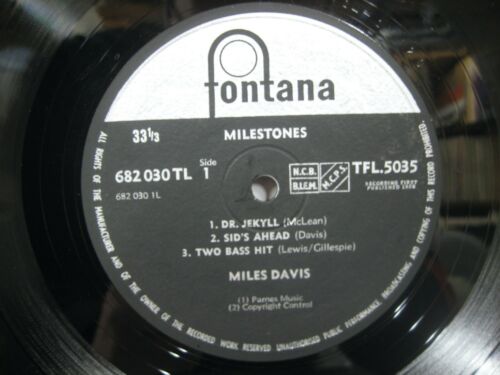 fontana
33 1/3
MILESTONES
682 030 TL
Side
1
682 030 1L
N.C.B.
B.I.E.M.
M.C.P.S.
TFL.5035
RECORDING FIRST
PUBLISHED 1958
1. DR. JEKYLL (McLean)
2. SID'S AHEAD (Davis)
3. TWO BASS HIT (Lewis/Gillespie)
MILES DAVIS
(1) Pames Music
(2) Copyright Control
ALL RIGHTS OF THE MANUFACTURER AND OF THE OWNER OF THE RECORDED WORK RESERVED UNAUTHORISED PUBLIC PERFORMANCE BROADCASTING AND COPYING OF THIS RECORD PROHIBITED.